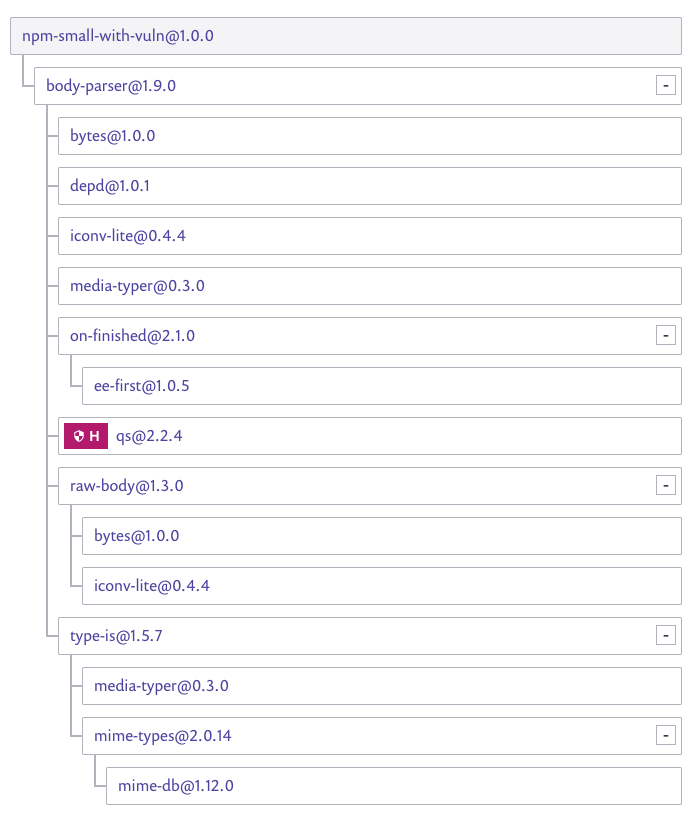 npm-small-with-vuln@1.0.0
body-parser@1.9.0 -
bytes@1.0.0
depd@1.0.1
iconv-lite@0.4.4
media-typer@0.3.0
on-finished@2.1.0 -
ee-first@1.0.5
H qs@2.2.4
raw-body@1.3.0 -
bytes@1.0.0
iconv-lite@0.4.4
type-is@1.5.7 -
media-typer@0.3.0
mime-types@2.0.14 -
mime-db@1.12.0